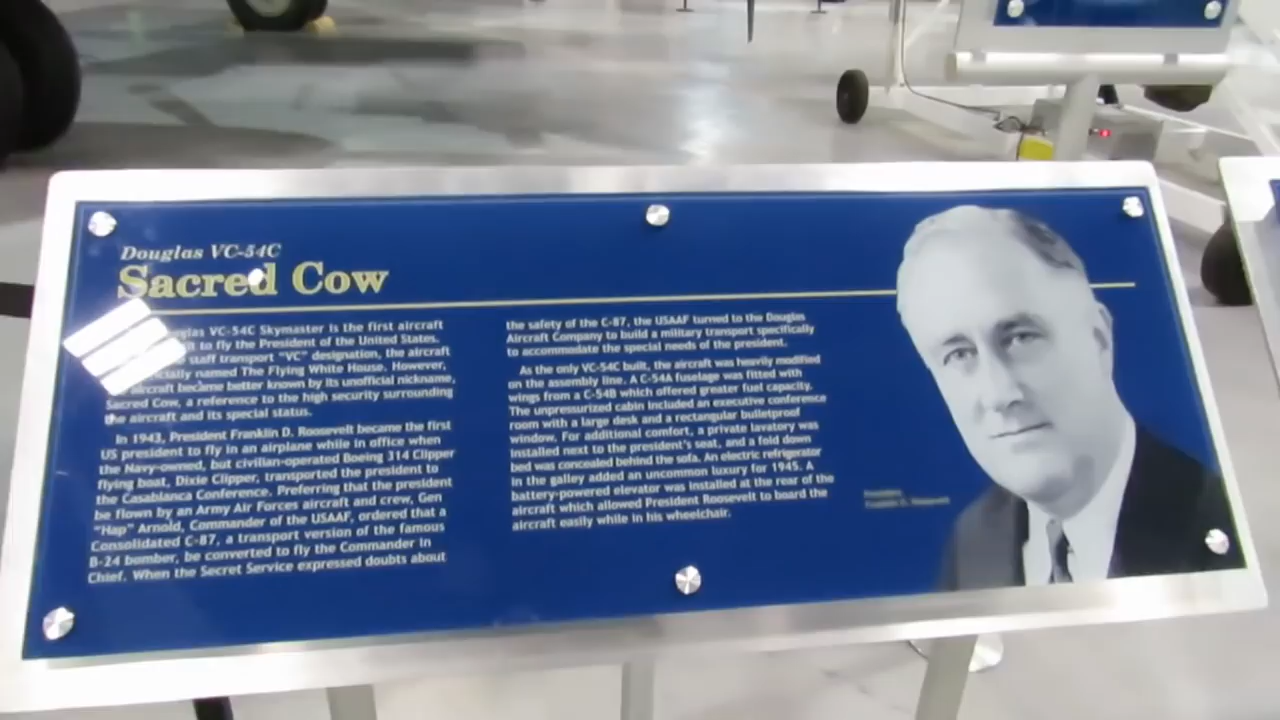 Douglas VC-54C
Sacred Cow
Douglas VC-54C Skymaster is the first aircraft
to fly the President of the United States.
staff transport "VC" designation, the aircraft
named The Flying White House. However,
aircraft became better known by its unofficial nickname,
Sacred Cow, a reference to the high security surrounding
the aircraft and its special status.
In 1943, President Franklin D. Roosevelt became the first
US president to fly in an airplane while in office when
the Navy-owned, but civilian-operated Boeing 314 Clipper
flying boat, Dixie Clipper, transported the president to
the Casablanca Conference. Preferring that the president
be flown by an Army Air Forces aircraft and crew, Gen
"Hap" Arnold, Commander of the USAAF, ordered that a
Consolidated C-87, a transport version of the famous
B-24 bomber, be converted to fly the Commander in
Chief. When the Secret Service expressed doubts about
the safety of the C-87, the USAAF turned to the Douglas
Aircraft Company to build a military transport specifically
to accommodate the special needs of the president.
As the only VC-54C built, the aircraft was heavily modified
on the assembly line. A C-54A fuselage was fitted with
wings from a C-54B which offered greater fuel capacity.
The unpressurized cabin included an executive conference
room with a large desk and a rectangular bulletproof
window. For additional comfort, a private lavatory was
installed next to the president's seat, and a fold down
bed was concealed behind the sofa. An electric refrigerator
in the galley added an uncommon luxury for 1945. A
battery-powered elevator was installed at the rear of the
aircraft which allowed President Roosevelt to board the
aircraft easily while in his wheelchair.